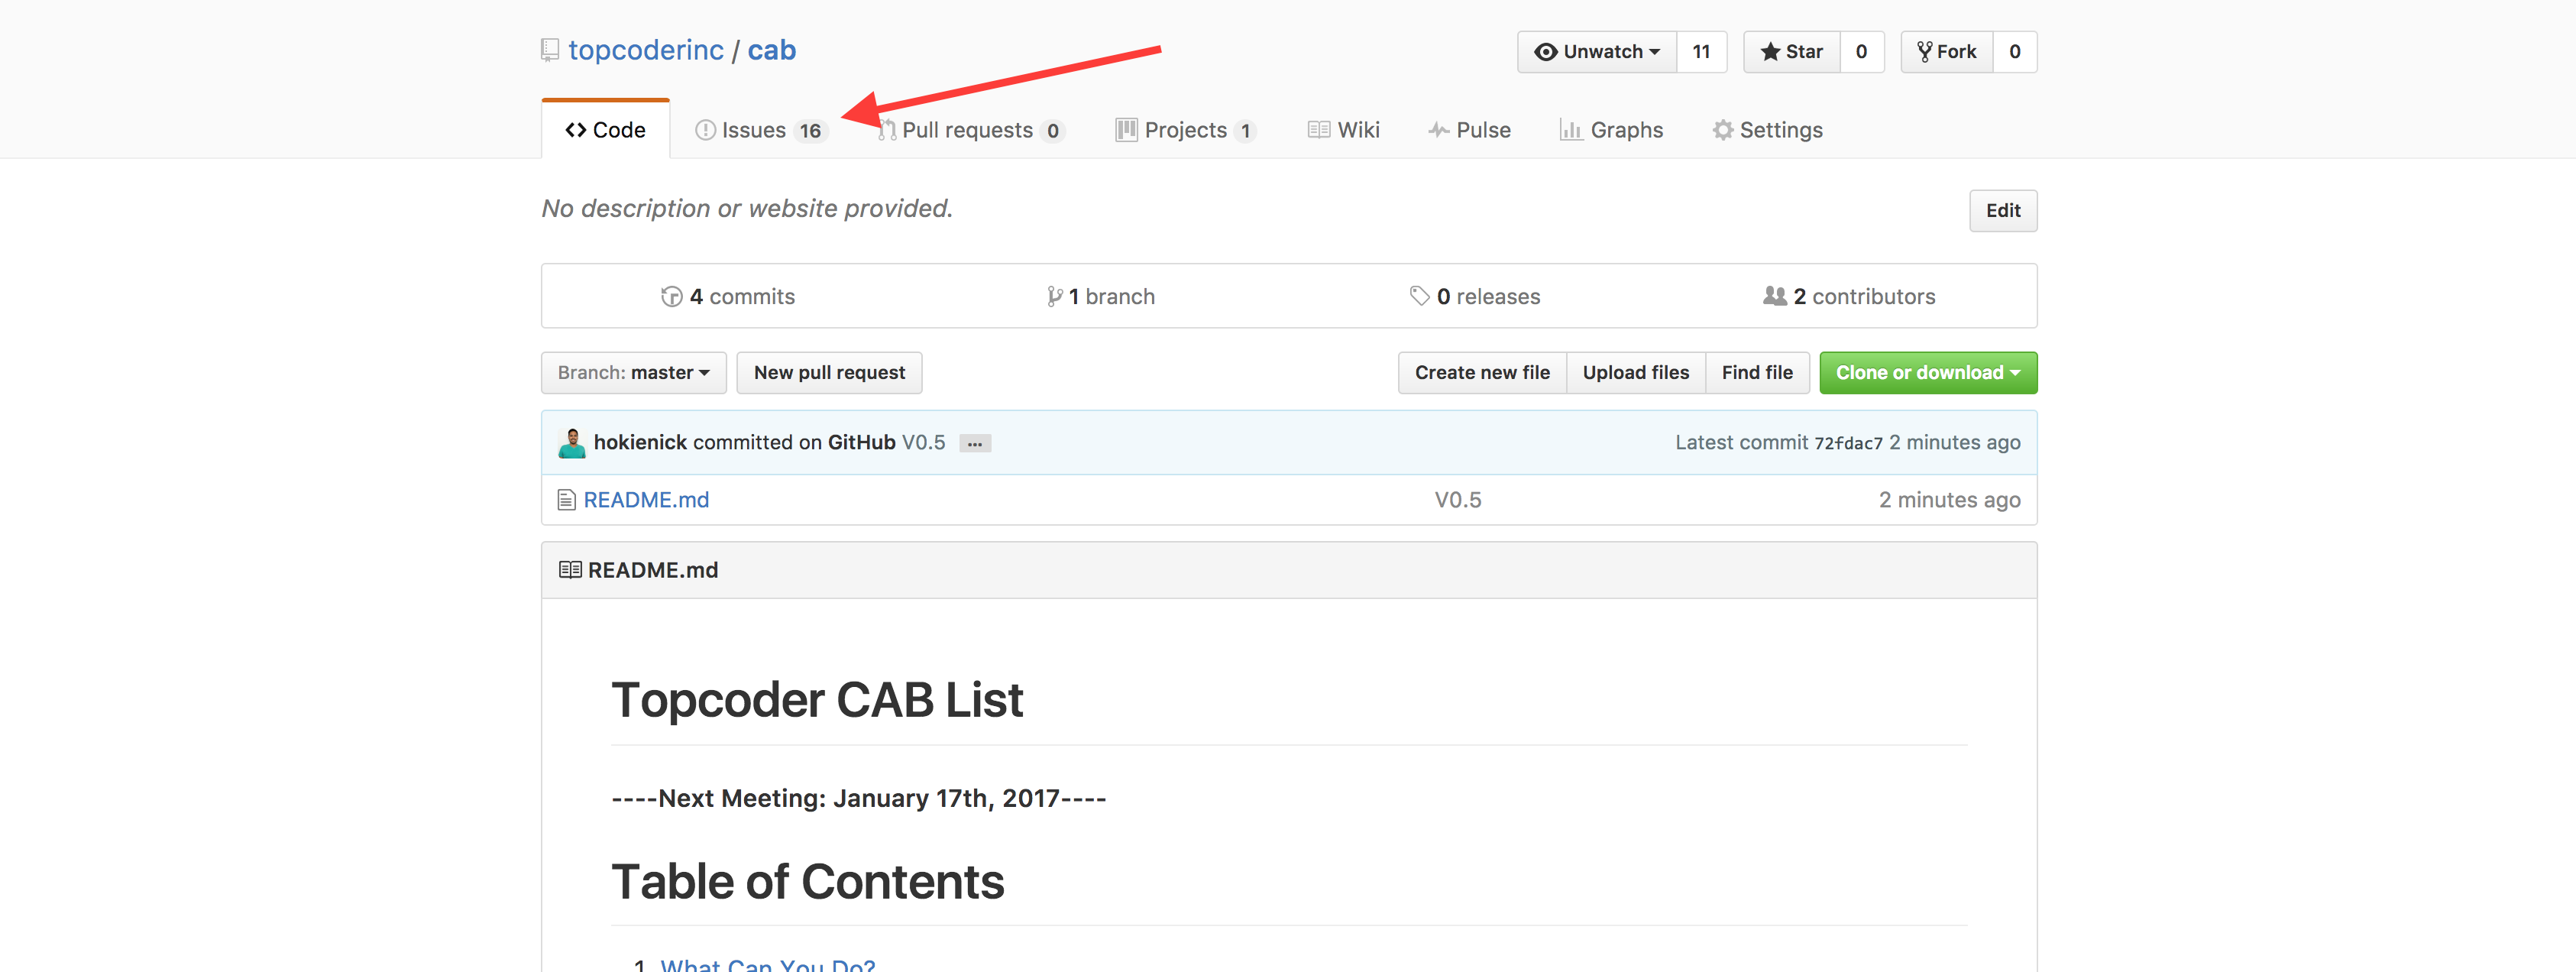 topcoderinc / cab
Unwatch 11 Star 0 Fork 0
Code Issues 16 Pull requests 0 Projects 1 Wiki Pulse Graphs Settings
No description or website provided. Edit
4 commits 1 branch 0 releases 2 contributors
Branch: master New pull request Create new file Upload files Find file Clone or download
hokienick committed on GitHub V0.5 ... Latest commit 72fdac7 2 minutes ago
README.md V0.5 2 minutes ago
README.md
Topcoder CAB List
----Next Meeting: January 17th, 2017----
Table of Contents
1. What Can You Do?